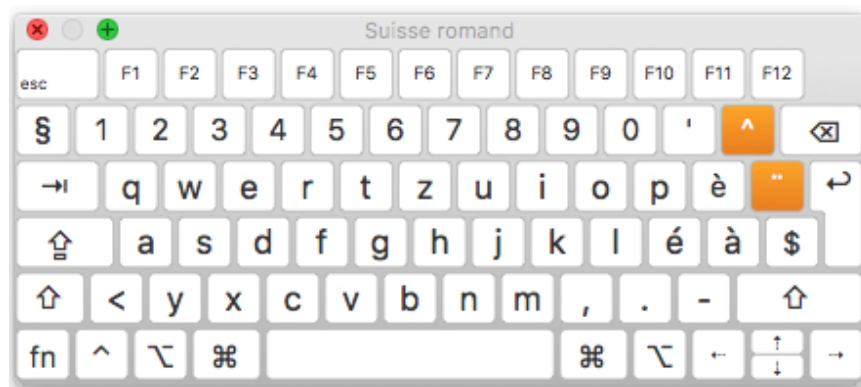 Suisse romand
esc F1 F2 F3 F4 F5 F6 F7 F8 F9 F10 F11 F12
§ 1 2 3 4 5 6 7 8 9 0 ' ^ ⌫
⇥ q w e r t z u i o p è ¨ ↩
⇪ a s d f g h j k l é à $
⇧ < y x c v b n m , . - ⇧
fn ^ ⌥ ⌘ ⌘ ⌥ ← ↑ ↓ →